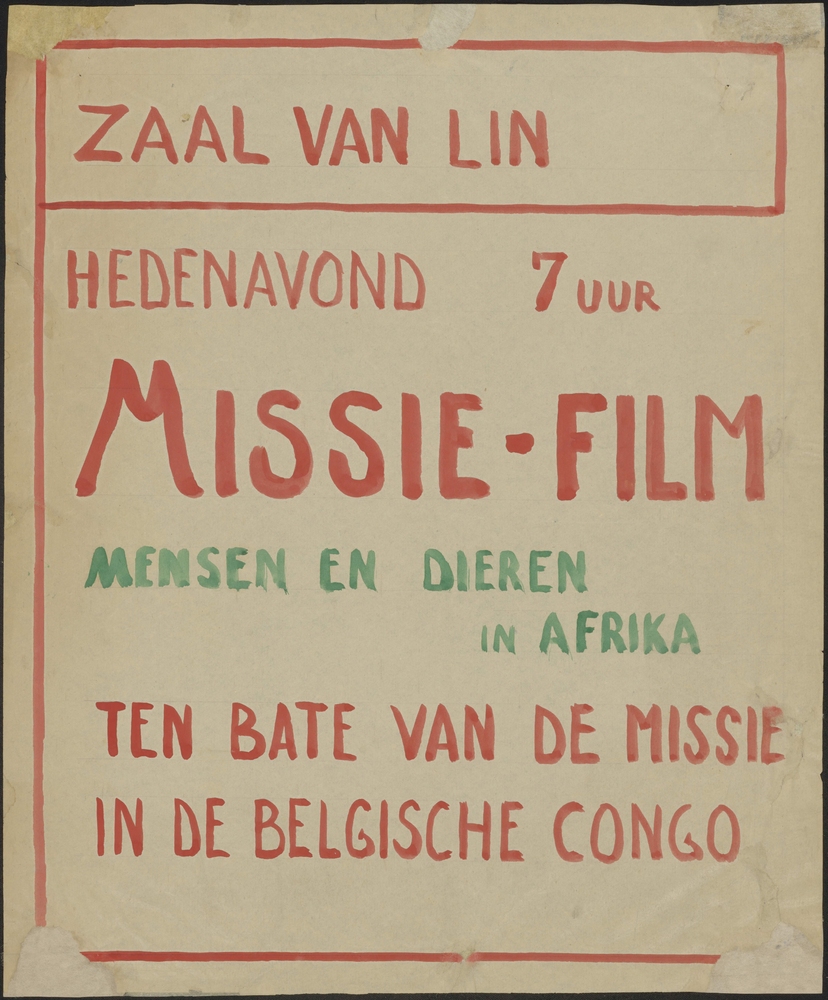 ZAAL VAN LIN
HEDENAVOND 7 UUR
MISSIE-FILM
MENSEN EN DIEREN
IN AFRIKA
TEN BATE VAN DE MISSIE
IN DE BELGISCHE CONGO